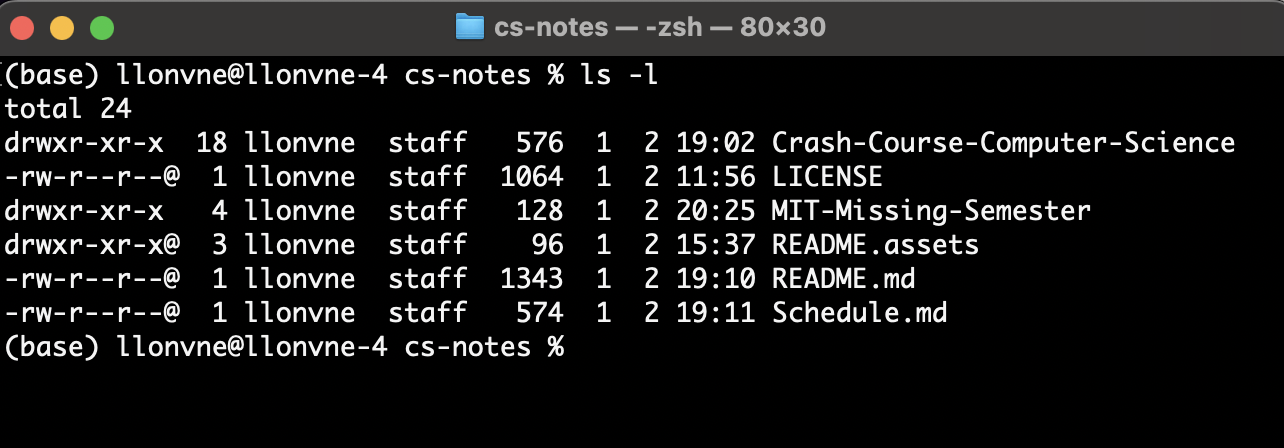 cs-notes — -zsh — 80×30
(base) llonvne@llonvne-4 cs-notes % ls -l
total 24
drwxr-xr-x  18 llonvne  staff   576  1  2 19:02 Crash-Course-Computer-Science
-rw-r--r--@  1 llonvne  staff  1064  1  2 11:56 LICENSE
drwxr-xr-x   4 llonvne  staff   128  1  2 20:25 MIT-Missing-Semester
drwxr-xr-x@  3 llonvne  staff    96  1  2 15:37 README.assets
-rw-r--r--@  1 llonvne  staff  1343  1  2 19:10 README.md
-rw-r--r--@  1 llonvne  staff   574  1  2 19:11 Schedule.md
(base) llonvne@llonvne-4 cs-notes %